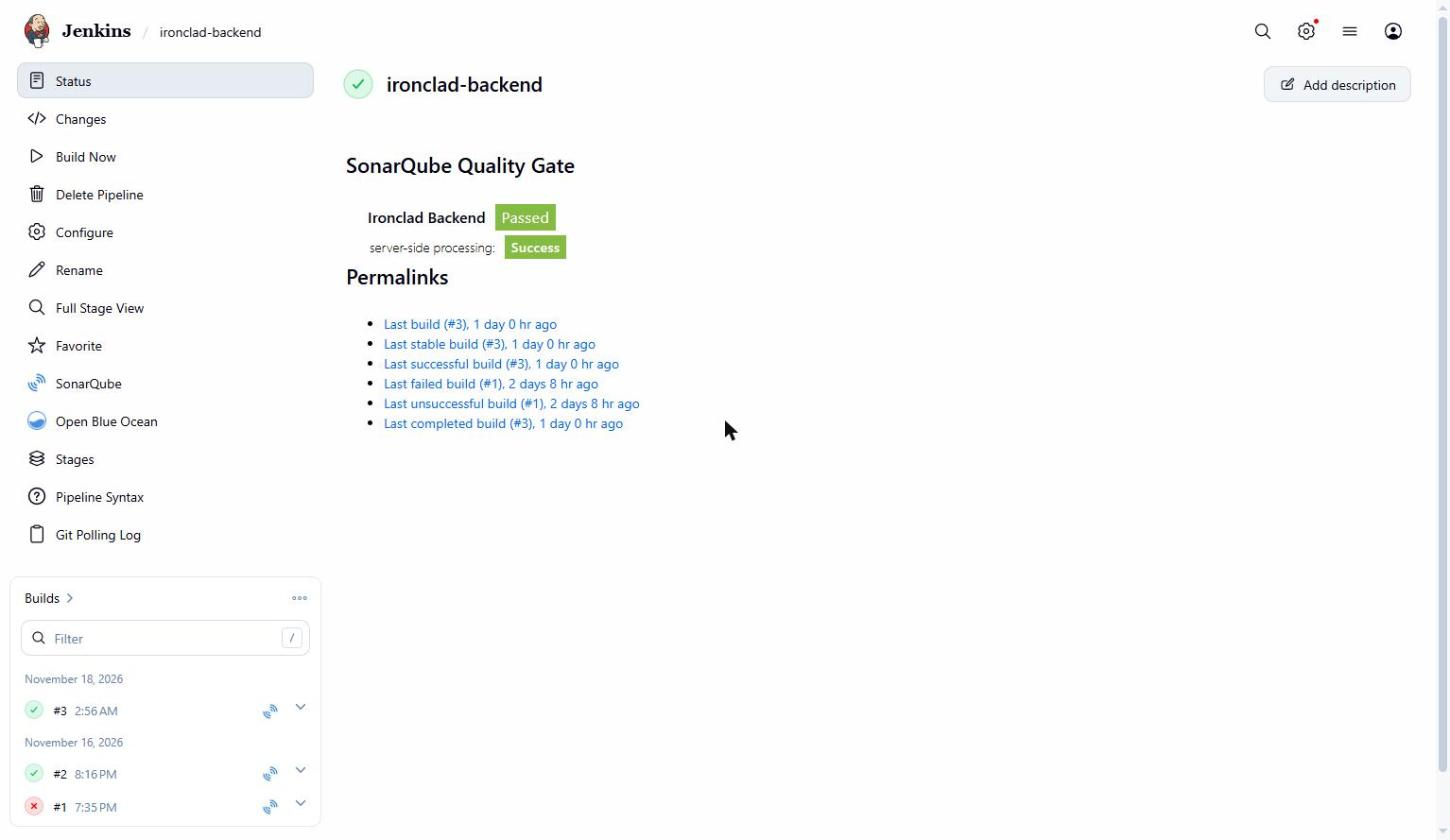 Jenkins / ironclad-backend
Status
Changes
Build Now
Delete Pipeline
Configure
Rename
Full Stage View
Favorite
SonarQube
Open Blue Ocean
Stages
Pipeline Syntax
Git Polling Log
Builds
Filter /
November 18, 2026
#3 2:56 AM
November 16, 2026
#2 8:16 PM
#1 7:35 PM
ironclad-backend
Add description
SonarQube Quality Gate
Ironclad Backend Passed
server-side processing: Success
Permalinks
Last build (#3), 1 day 0 hr ago
Last stable build (#3), 1 day 0 hr ago
Last successful build (#3), 1 day 0 hr ago
Last failed build (#1), 2 days 8 hr ago
Last unsuccessful build (#1), 2 days 8 hr ago
Last completed build (#3), 1 day 0 hr ago